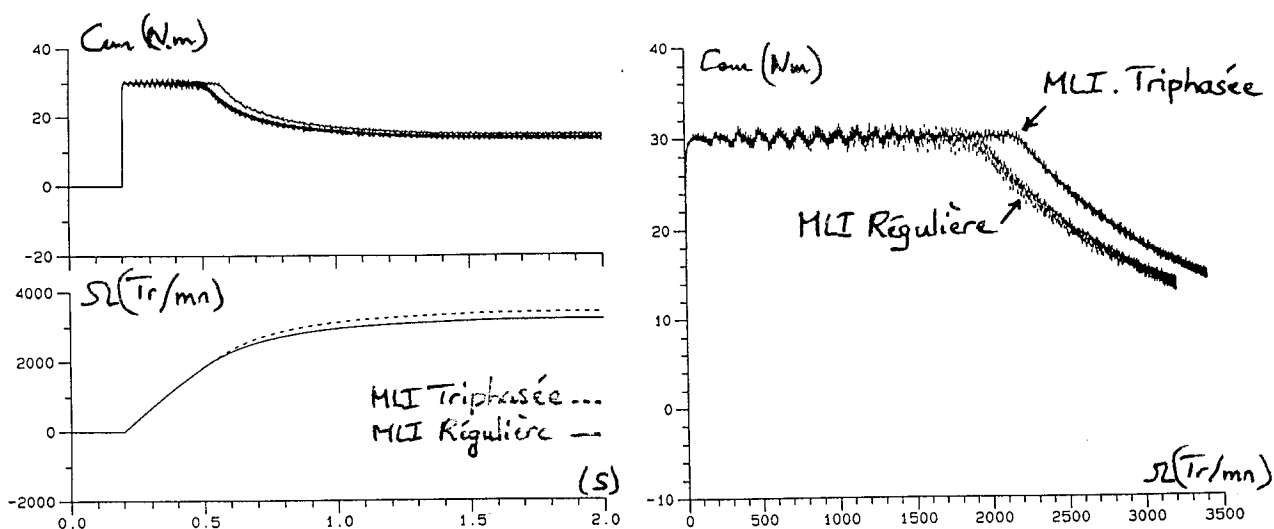 Cem (N.m)
40
20
0
-20
Ω(Tr/mn)
4000
2000
0
-2000
MLI Triphasée ---
MLI Régulière —
(s)
0.0 0.5 1.0 1.5 2.0
Cem (Nm)
40
30
20
10
0
-10
MLI. Triphasée
MLI Régulière
Ω(Tr/mn)
0 500 1000 1500 2000 2500 3000 3500